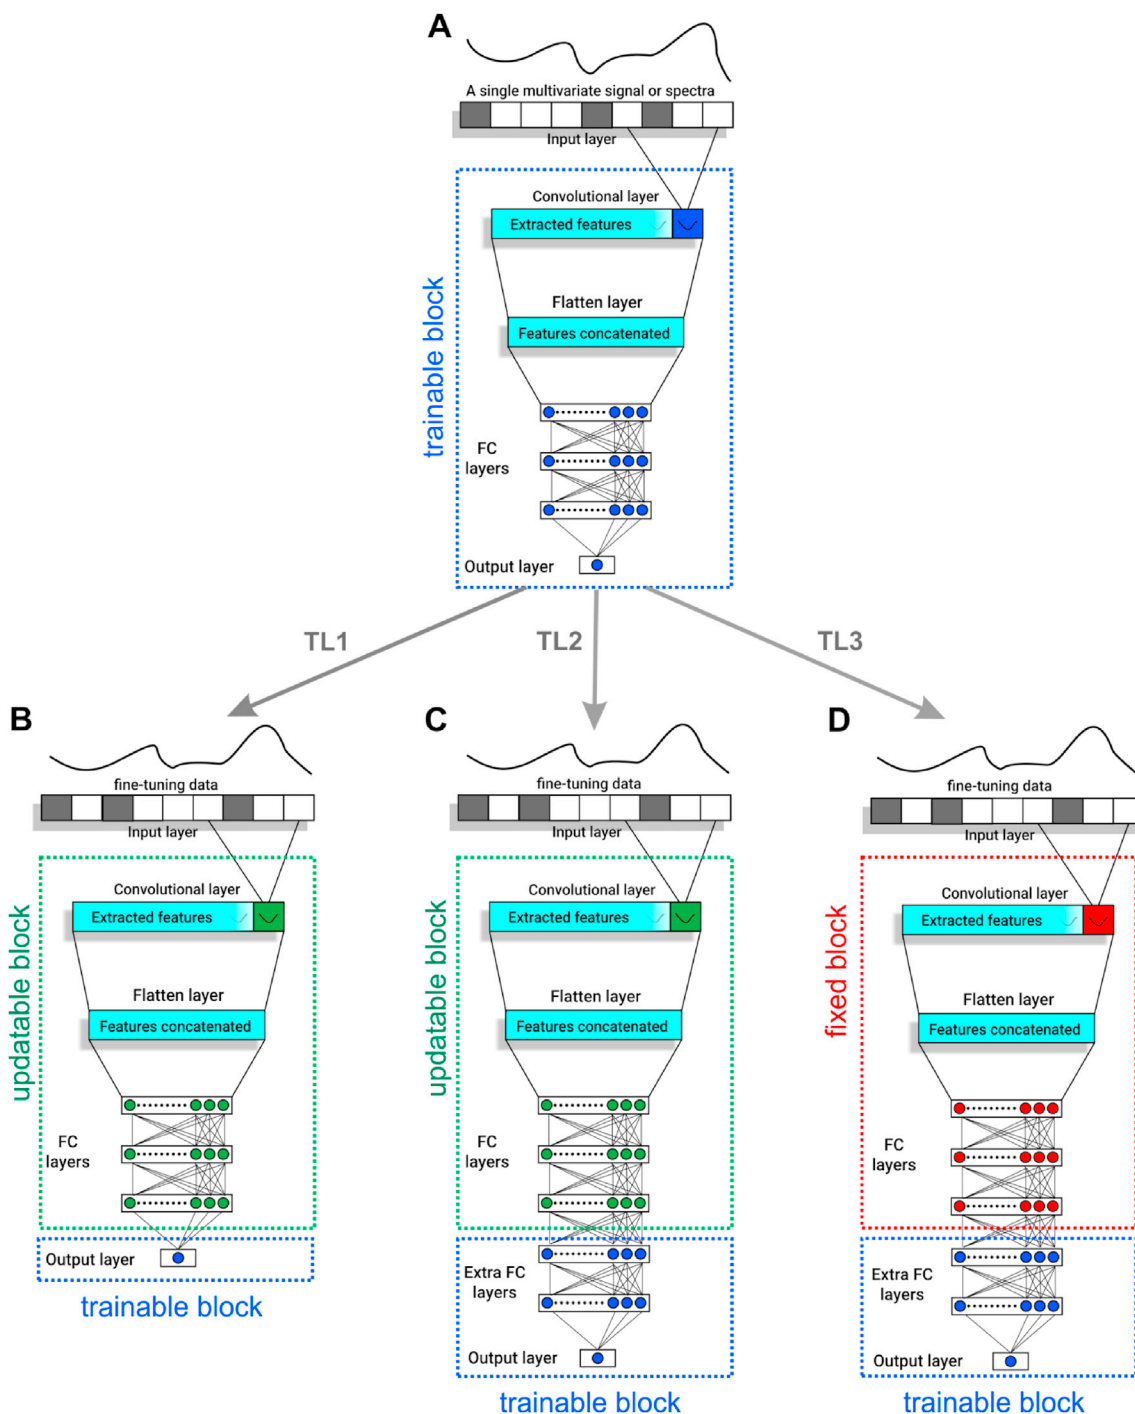 A
A single multivariate signal or spectra
Input layer
trainable block
Convolutional layer
Extracted features
Flatten layer
Features concatenated
FC
layers
Output layer
TL1
TL2
TL3
B
fine-tuning data
Input layer
updatable block
Convolutional layer
Extracted features
Flatten layer
Features concatenated
FC
layers
Output layer
trainable block
C
fine-tuning data
Input layer
updatable block
Convolutional layer
Extracted features
Flatten layer
Features concatenated
FC
layers
Extra FC
layers
Output layer
trainable block
D
fine-tuning data
Input layer
fixed block
Convolutional layer
Extracted features
Flatten layer
Features concatenated
FC
layers
Extra FC
layers
Output layer
trainable block